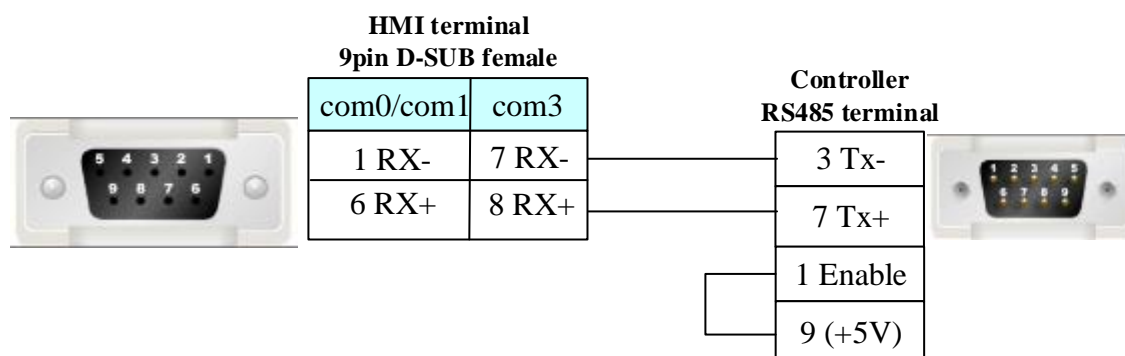 HMI terminal
9pin D-SUB female
com0/com1 com3
1 RX- 7 RX-
6 RX+ 8 RX+
Controller
RS485 terminal
3 Tx-
7 Tx+
1 Enable
9 (+5V)
5 4 3 2 1
9 8 7 6
1 2 3 4 5
6 7 8 9